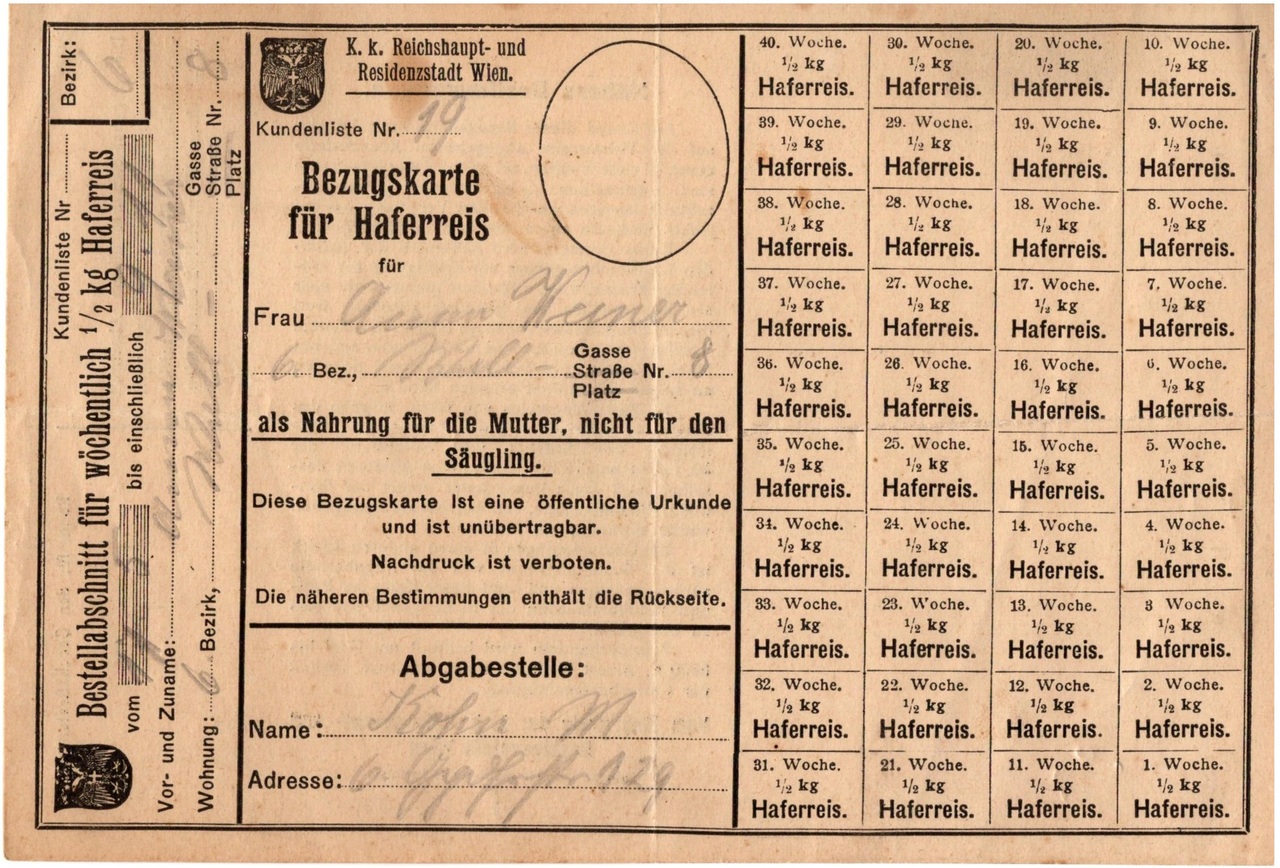 Bezirk: 6
Kundenliste Nr
Bestellabschnitt für wöchentlich 1/2 kg Haferreis
vom bis einschließlich
Vor- und Zuname:
Wohnung: 6 Bezirk,
Gasse
Straße Nr. 8
Platz
K. k. Reichshaupt- und
Residenzstadt Wien.
Kundenliste Nr. 19
Bezugskarte
für Haferreis
für
Frau
6. Bez., Gasse
Straße Nr. 8
Platz
als Nahrung für die Mutter, nicht für den
Säugling.
Diese Bezugskarte ist eine öffentliche Urkunde
und ist unübertragbar.
Nachdruck ist verboten.
Die näheren Bestimmungen enthält die Rückseite.
Abgabestelle:
Name: Kohn M.
Adresse: 6.
40. Woche. 30. Woche. 20. Woche. 10. Woche.
1/2 kg 1/2 kg 1/2 kg 1/2 kg
Haferreis. Haferreis. Haferreis. Haferreis.
39. Woche. 29. Woche. 19. Woche. 9. Woche.
1/2 kg 1/2 kg 1/2 kg 1/2 kg
Haferreis. Haferreis. Haferreis. Haferreis.
38. Woche. 28. Woche. 18. Woche. 8. Woche.
1/2 kg 1/2 kg 1/2 kg 1/2 kg
Haferreis. Haferreis. Haferreis. Haferreis.
37. Woche. 27. Woche. 17. Woche. 7. Woche.
1/2 kg 1/2 kg 1/2 kg 1/2 kg
Haferreis. Haferreis. Haferreis. Haferreis.
36. Woche. 26. Woche. 16. Woche. 6. Woche.
1/2 kg 1/2 kg 1/2 kg 1/2 kg
Haferreis. Haferreis. Haferreis. Haferreis.
35. Woche. 25. Woche. 15. Woche. 5. Woche.
1/2 kg 1/2 kg 1/2 kg 1/2 kg
Haferreis. Haferreis. Haferreis. Haferreis.
34. Woche. 24. Woche. 14. Woche. 4. Woche.
1/2 kg 1/2 kg 1/2 kg 1/2 kg
Haferreis. Haferreis. Haferreis. Haferreis.
33. Woche. 23. Woche. 13. Woche. 3 Woche.
1/2 kg 1/2 kg 1/2 kg 1/2 kg
Haferreis. Haferreis. Haferreis. Haferreis.
32. Woche. 22. Woche. 12. Woche. 2. Woche.
1/2 kg 1/2 kg 1/2 kg 1/2 kg
Haferreis. Haferreis. Haferreis. Haferreis.
31. Woche. 21. Woche. 11. Woche. 1. Woche.
1/2 kg 1/2 kg 1/2 kg 1/2 kg
Haferreis. Haferreis. Haferreis. Haferreis.